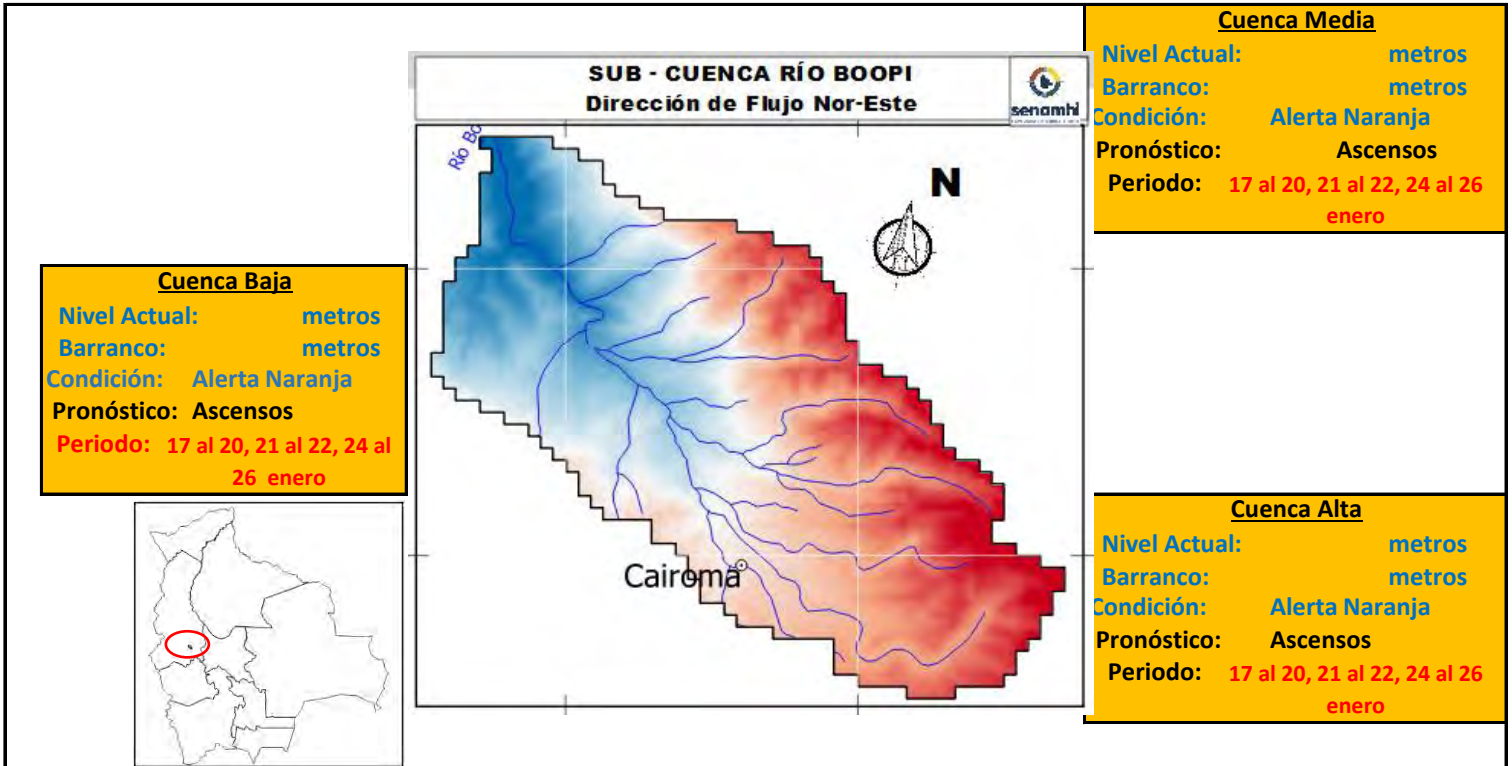 SUB - CUENCA RÍO BOOPI
Dirección de Flujo Nor-Este
senamhi
Río Bo
N
Cairoma
Cuenca Media
Nivel Actual: metros
Barranco: metros
Condición: Alerta Naranja
Pronóstico: Ascensos
Periodo: 17 al 20, 21 al 22, 24 al 26
enero
Cuenca Baja
Nivel Actual: metros
Barranco: metros
Condición: Alerta Naranja
Pronóstico: Ascensos
Periodo: 17 al 20, 21 al 22, 24 al
26 enero
Cuenca Alta
Nivel Actual: metros
Barranco: metros
Condición: Alerta Naranja
Pronóstico: Ascensos
Periodo: 17 al 20, 21 al 22, 24 al 26
enero